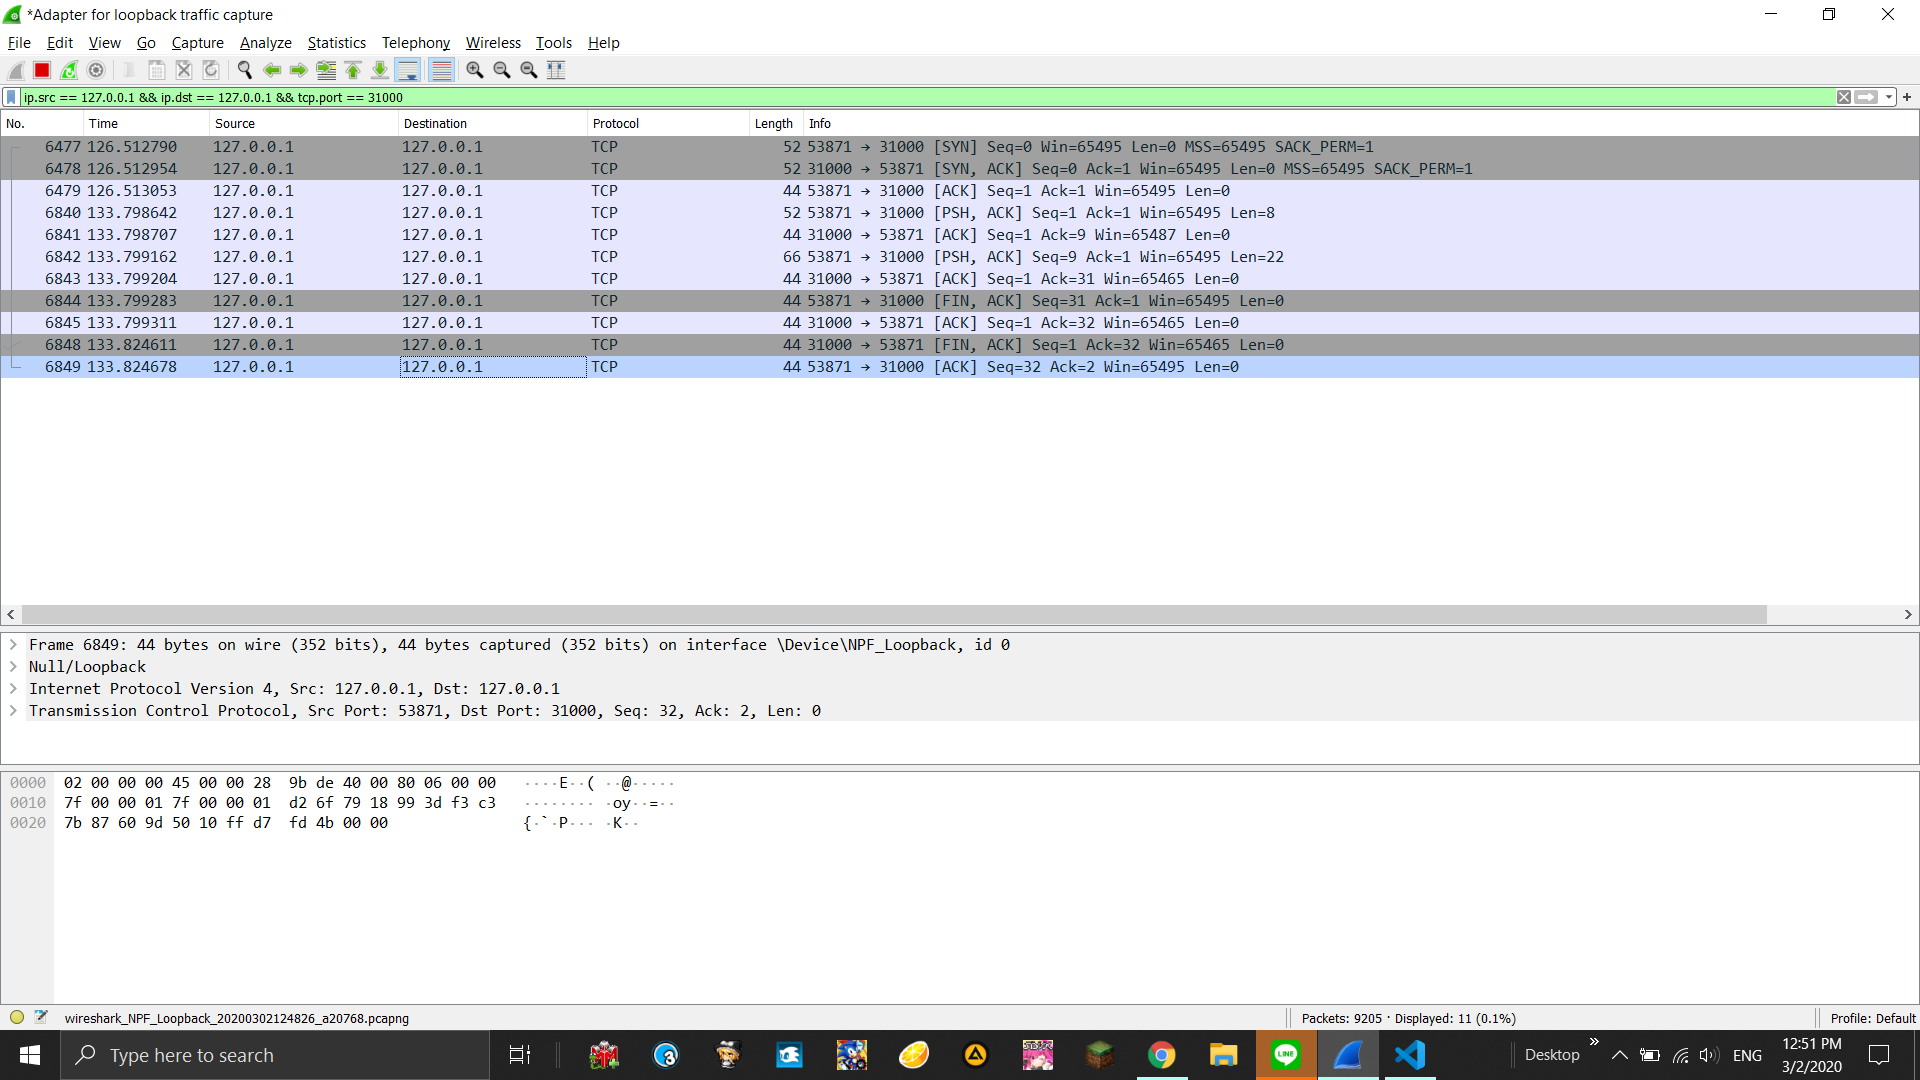 *Adapter for loopback traffic capture
File Edit View Go Capture Analyze Statistics Telephony Wireless Tools Help
ip.src == 127.0.0.1 && ip.dst == 127.0.0.1 && tcp.port == 31000
No. Time Source Destination Protocol Length Info
6477 126.512790 127.0.0.1 127.0.0.1 TCP 52 53871 → 31000 [SYN] Seq=0 Win=65495 Len=0 MSS=65495 SACK_PERM=1
6478 126.512954 127.0.0.1 127.0.0.1 TCP 52 31000 → 53871 [SYN, ACK] Seq=0 Ack=1 Win=65495 Len=0 MSS=65495 SACK_PERM=1
6479 126.513053 127.0.0.1 127.0.0.1 TCP 44 53871 → 31000 [ACK] Seq=1 Ack=1 Win=65495 Len=0
6840 133.798642 127.0.0.1 127.0.0.1 TCP 52 53871 → 31000 [PSH, ACK] Seq=1 Ack=1 Win=65495 Len=8
6841 133.798707 127.0.0.1 127.0.0.1 TCP 44 31000 → 53871 [ACK] Seq=1 Ack=9 Win=65487 Len=0
6842 133.799162 127.0.0.1 127.0.0.1 TCP 66 53871 → 31000 [PSH, ACK] Seq=9 Ack=1 Win=65495 Len=22
6843 133.799204 127.0.0.1 127.0.0.1 TCP 44 31000 → 53871 [ACK] Seq=1 Ack=31 Win=65465 Len=0
6844 133.799283 127.0.0.1 127.0.0.1 TCP 44 53871 → 31000 [FIN, ACK] Seq=31 Ack=1 Win=65495 Len=0
6845 133.799311 127.0.0.1 127.0.0.1 TCP 44 31000 → 53871 [ACK] Seq=1 Ack=32 Win=65465 Len=0
6848 133.824611 127.0.0.1 127.0.0.1 TCP 44 31000 → 53871 [FIN, ACK] Seq=1 Ack=32 Win=65465 Len=0
6849 133.824678 127.0.0.1 127.0.0.1 TCP 44 53871 → 31000 [ACK] Seq=32 Ack=2 Win=65495 Len=0
Frame 6849: 44 bytes on wire (352 bits), 44 bytes captured (352 bits) on interface \Device\NPF_Loopback, id 0
Null/Loopback
Internet Protocol Version 4, Src: 127.0.0.1, Dst: 127.0.0.1
Transmission Control Protocol, Src Port: 53871, Dst Port: 31000, Seq: 32, Ack: 2, Len: 0
0000 02 00 00 00 45 00 00 28 9b de 40 00 80 06 00 00 ····E··( ··@·····
0010 7f 00 00 01 7f 00 00 01 d2 6f 79 18 99 3d f3 c3 ········ ·oy··=··
0020 7b 87 60 9d 50 10 ff d7 fd 4b 00 00 {·`·P··· ·K··
wireshark_NPF_Loopback_20200302124826_a20768.pcapng Packets: 9205 · Displayed: 11 (0.1%) Profile: Default
Type here to search
LINE
Desktop
ENG
12:51 PM
3/2/2020